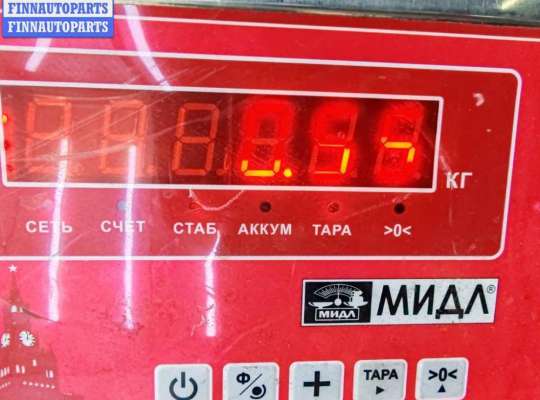 FINNAUTOPARTS
FINNAUTOPARTS
КГ
СЕТЬ СЧЕТ СТАБ АККУМ ТАРА >0<
МИДЛ МИДЛ®
Ф ТАРА >0<